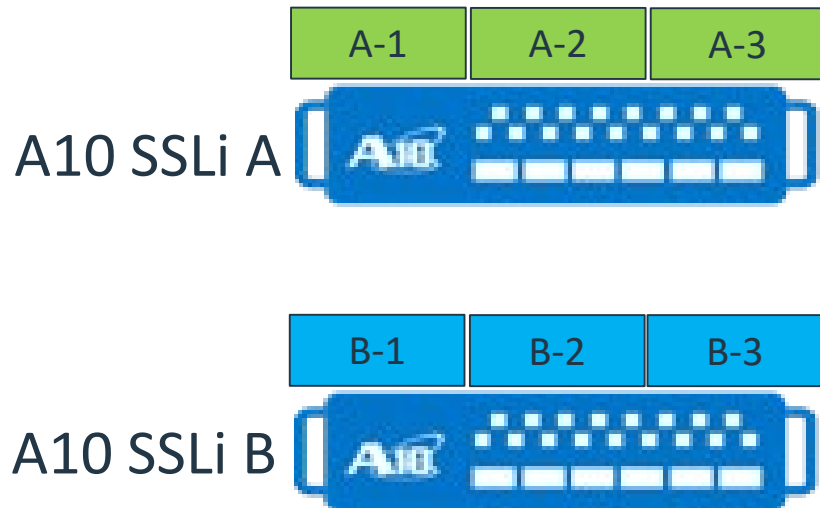 A-1 A-2 A-3
A10 SSLi A
A10
B-1 B-2 B-3
A10 SSLi B
A10